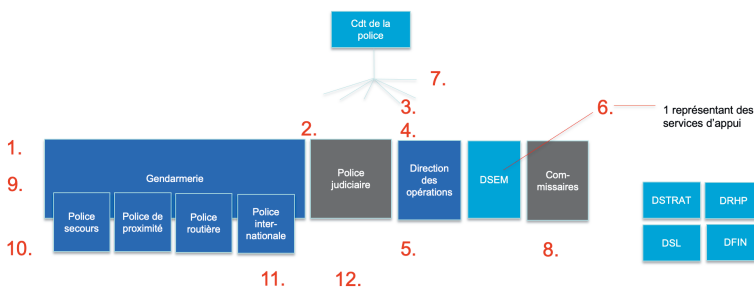 Cdt de la
police
7.
3.
6.
1 représentant des
services d'appui
2.
4.
1.
9.
Gendarmerie
Police
judiciaire
Direction
des
opérations
DSEM
Com-
missaires
Police
secours
Police de
proximité
Police
routière
Police
inter-
nationale
DSTRAT
DRHP
DSL
DFIN
10.
5.
8.
11.
12.